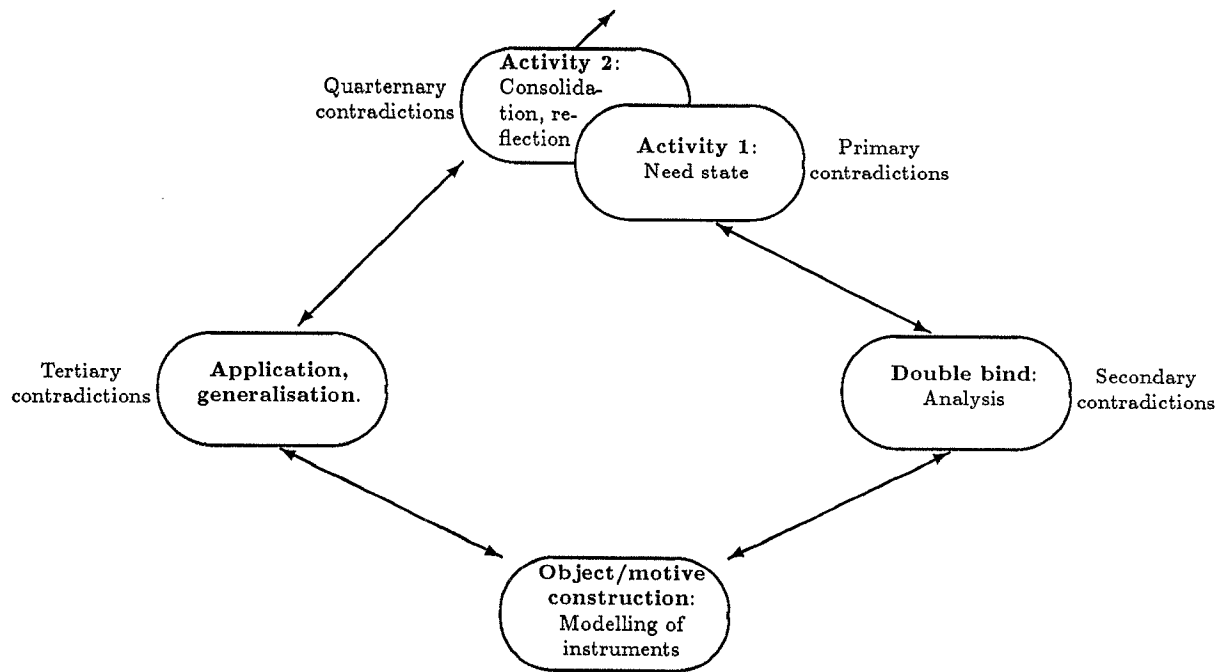 Activity 2:
Consolida-
tion, re-
flection
Quarternary
contradictions
Activity 1:
Need state
Primary
contradictions
Tertiary
contradictions
Application,
generalisation.
Double bind:
Analysis
Secondary
contradictions
Object/motive
construction:
Modelling of
instruments